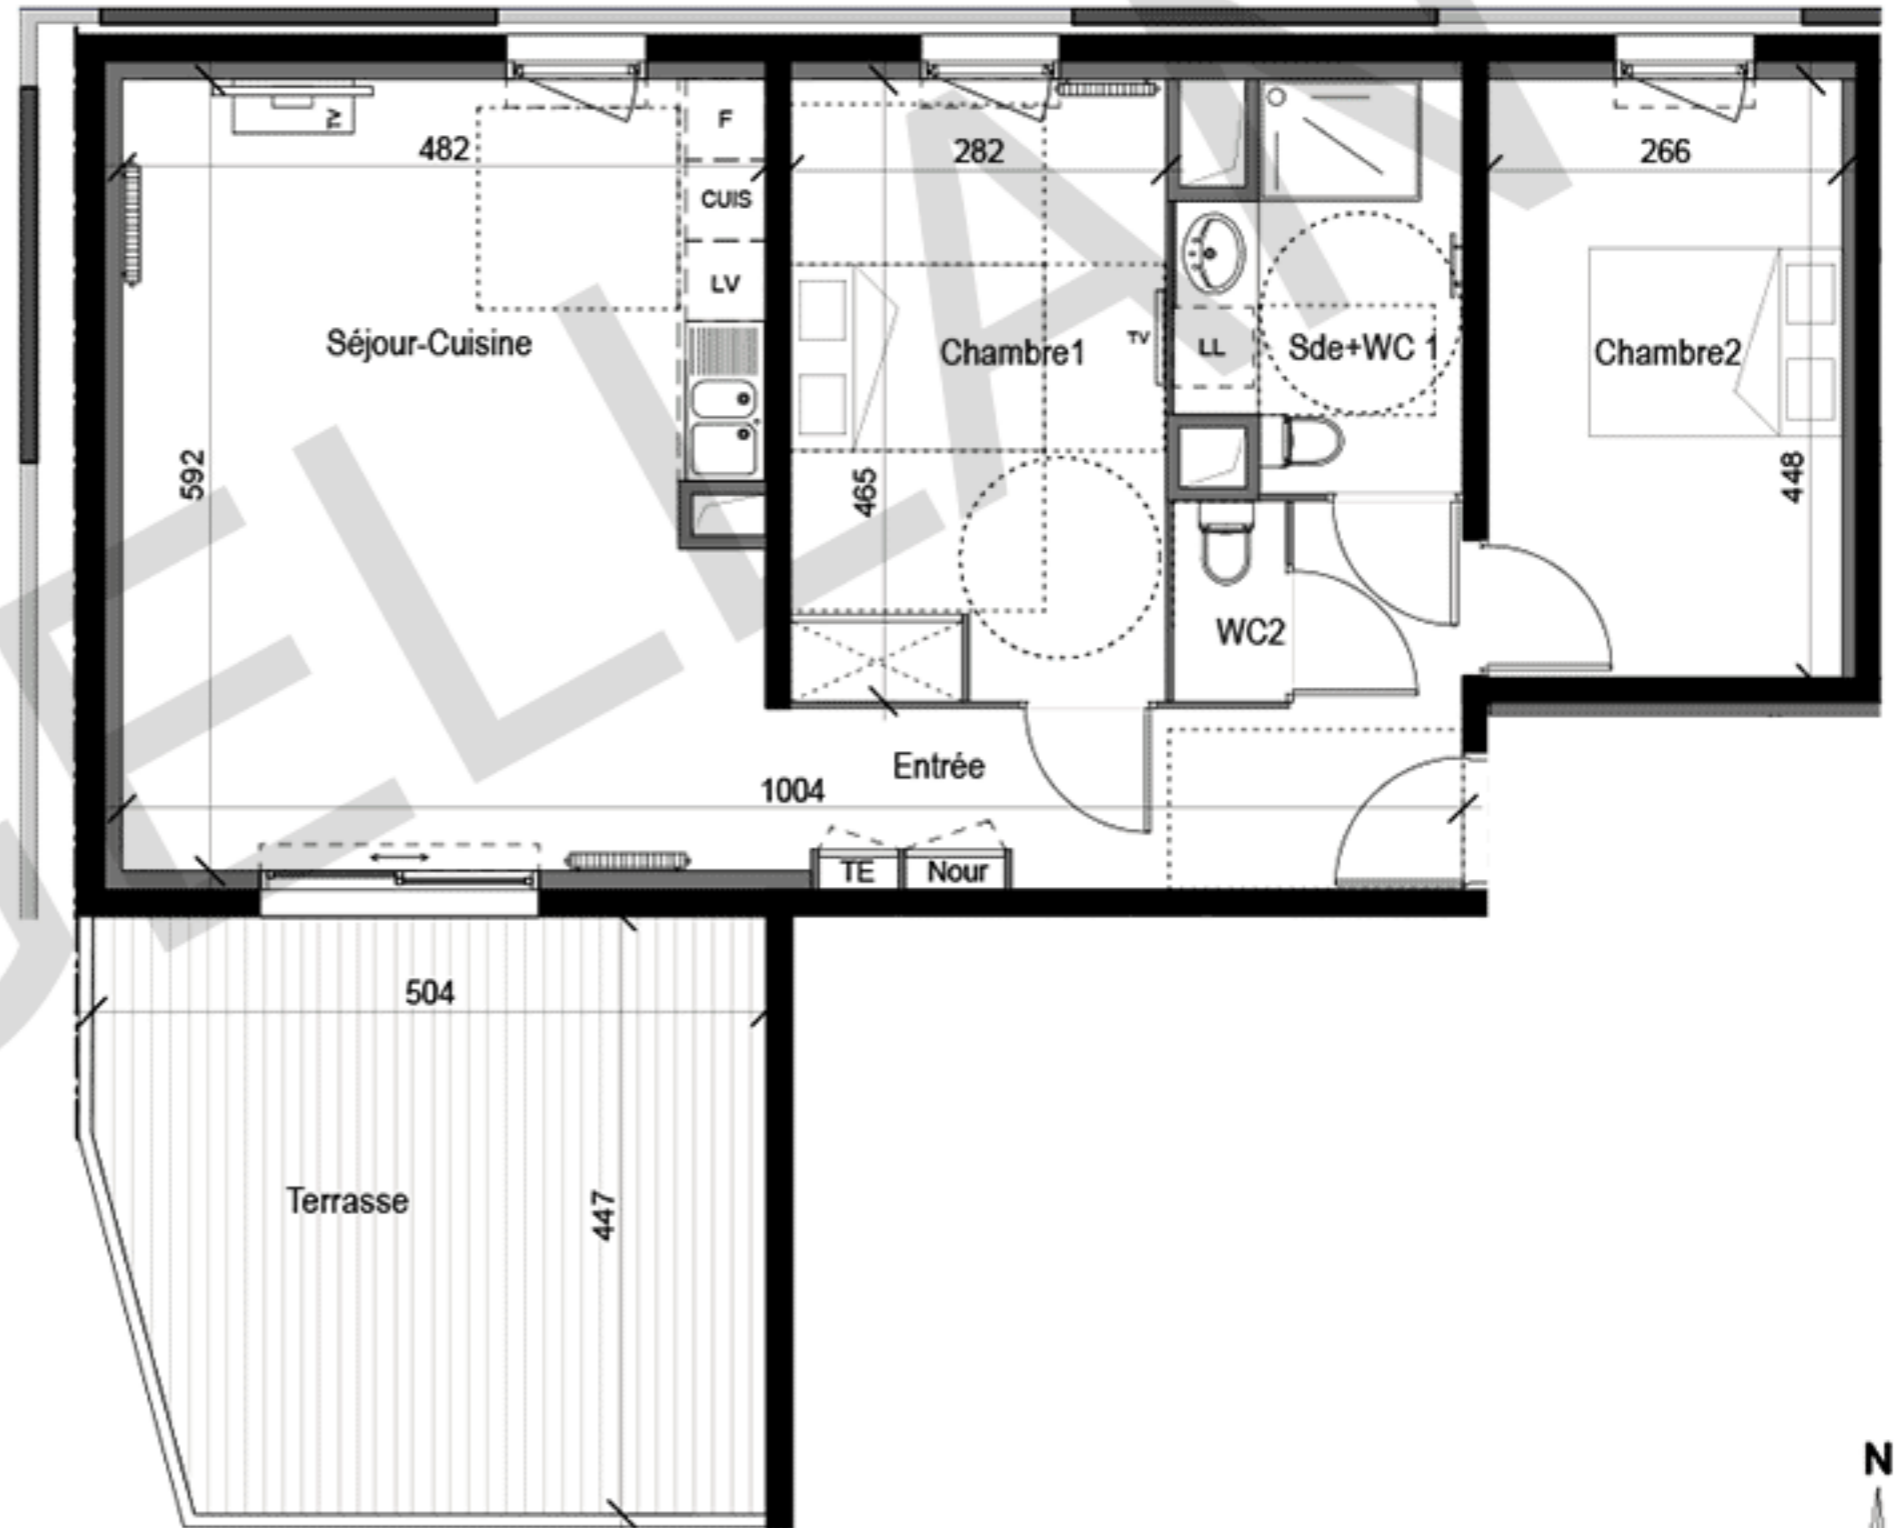 TV
482
F
CUIS
LV
282
266
Séjour-Cuisine
Chambre1
TV
LL
Sde+WC 1
Chambre2
592
465
448
WC2
Entrée
1004
TE
Nour
504
Terrasse
447
N